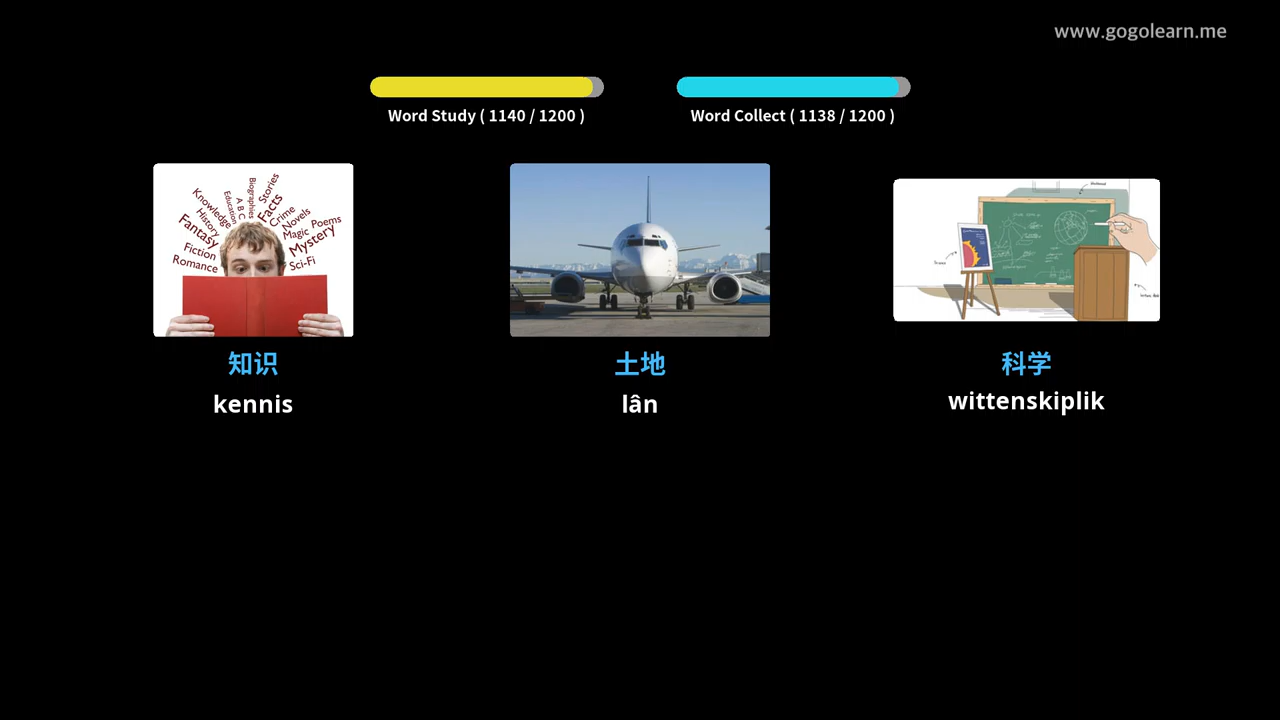 www.gogolearn.me
Word Study ( 1140 / 1200 )
Word Collect ( 1138 / 1200 )
Knowledge
History
Fantasy
Fiction
Romance
Education
A B C
Biographies
Stories
Facts
Crime
Novels
Magic
Poems
Mystery
Sci-Fi
知识
土地
科学
kennis
lân
wittenskiplik